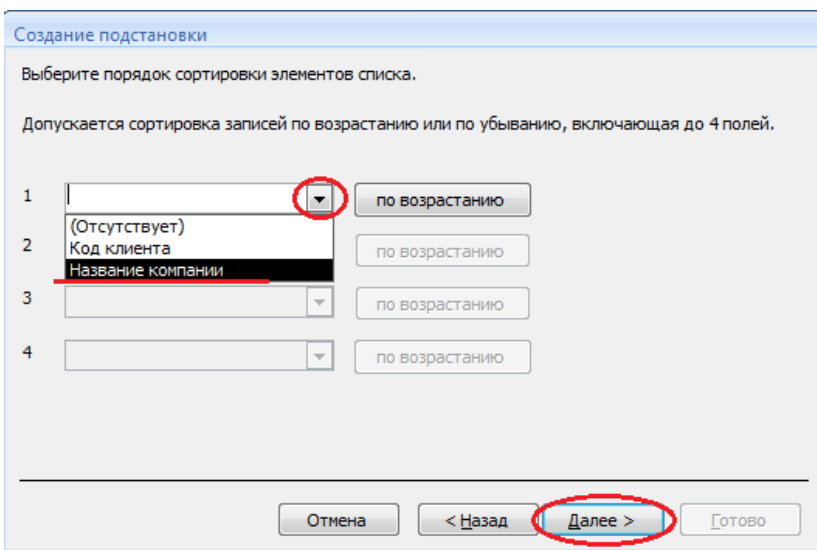 Создание подстановки
Выберите порядок сортировки элементов списка.
Допускается сортировка записей по возрастанию или по убыванию, включающая до 4 полей.
1 по возрастанию
(Отсутствует)
2 Код клиента по возрастанию
Название компании
3 по возрастанию
4 по возрастанию
Отмена < Назад Далее > Готово